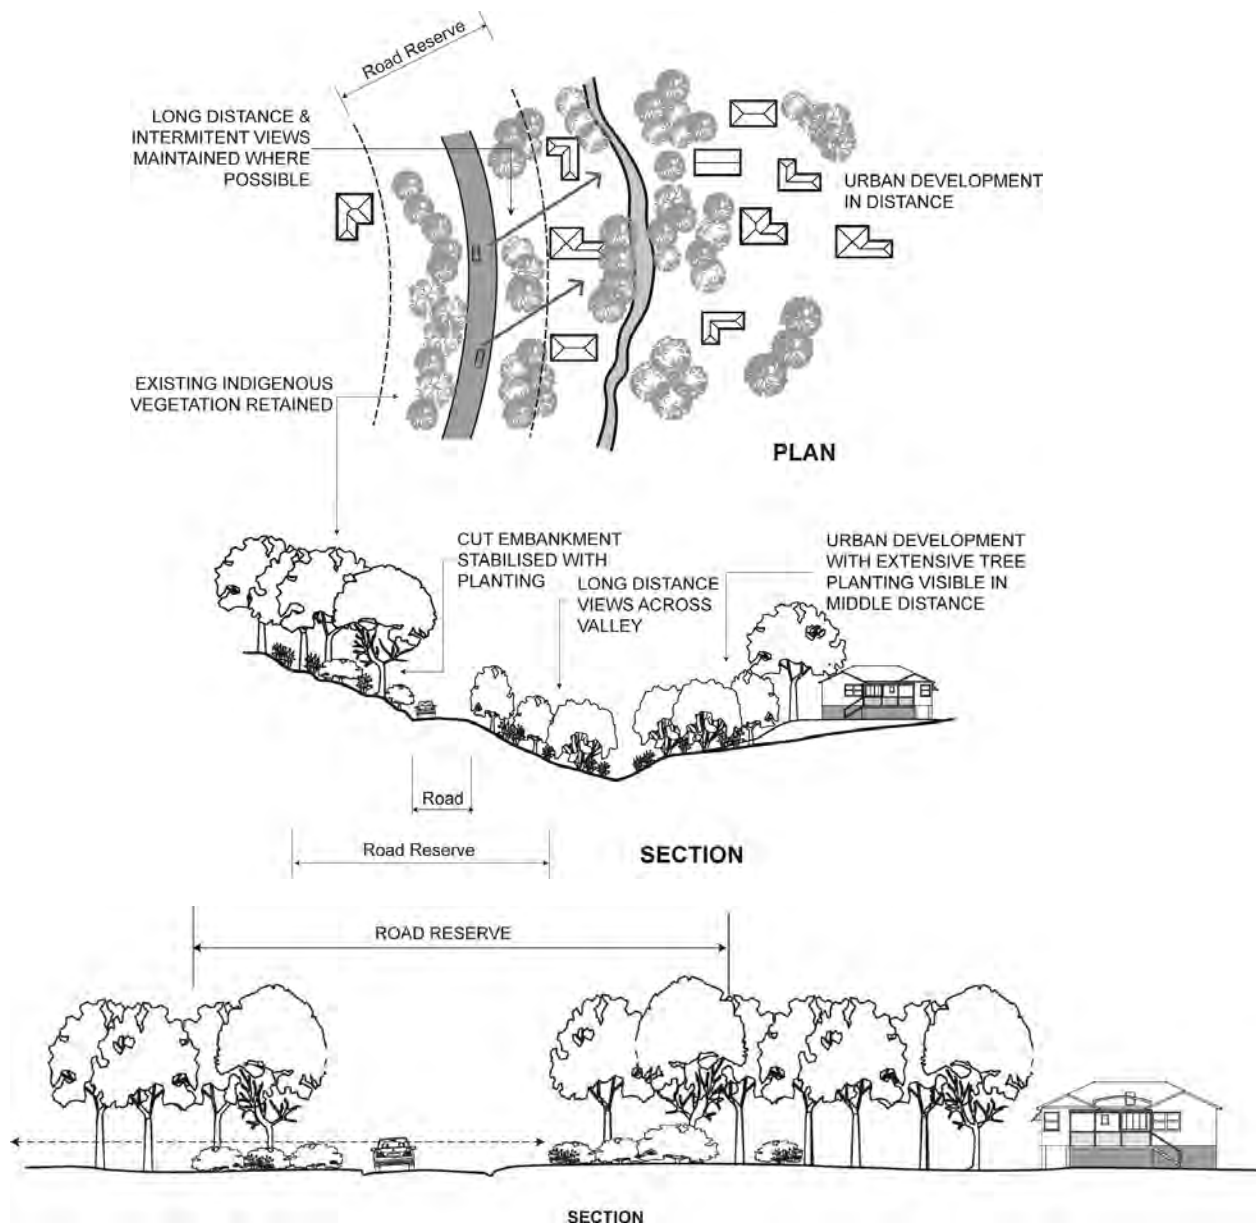 Road Reserve
LONG DISTANCE &
INTERMITENT VIEWS
MAINTAINED WHERE
POSSIBLE
URBAN DEVELOPMENT
IN DISTANCE
EXISTING INDIGENOUS
VEGETATION RETAINED
PLAN
CUT EMBANKMENT
STABILISED WITH
PLANTING
LONG DISTANCE
VIEWS ACROSS
VALLEY
URBAN DEVELOPMENT
WITH EXTENSIVE TREE
PLANTING VISIBLE IN
MIDDLE DISTANCE
Road
Road Reserve
SECTION
ROAD RESERVE
SECTION